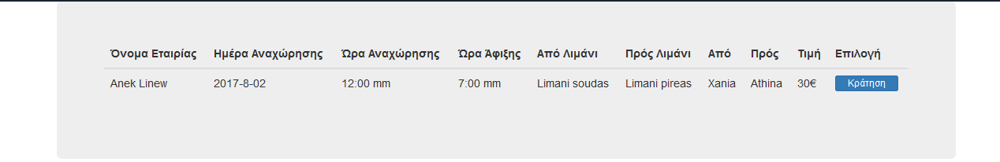 Όνομα Εταιρίας Ημέρα Αναχώρησης Ώρα Αναχώρησης Ώρα Άφιξης Από Λιμάνι Πρός Λιμάνι Από Πρός Τιμή Επιλογή
Anek Linew 2017-8-02 12:00 mm 7:00 mm Limani soudas Limani pireas Xania Athina 30€ Κράτηση